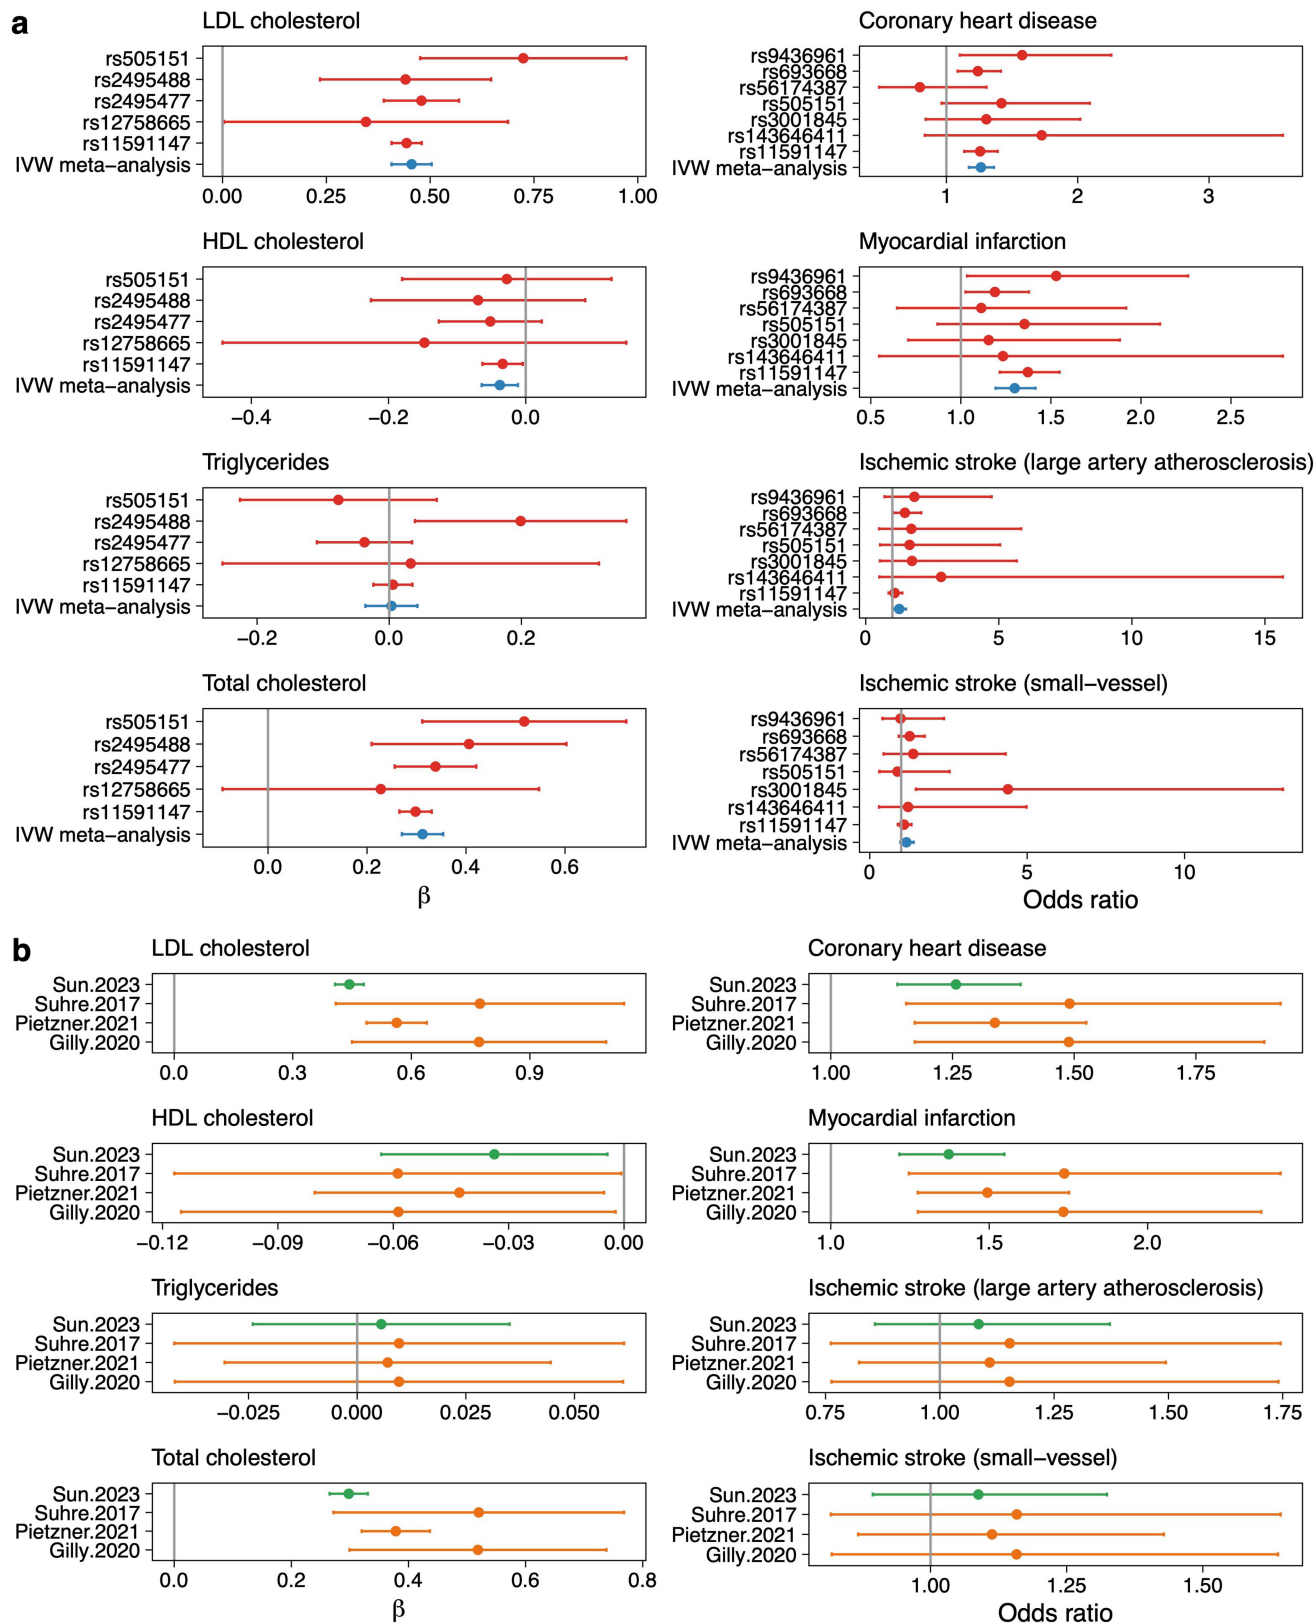 a
LDL cholesterol
rs505151
rs2495488
rs2495477
rs12758665
rs11591147
IVW meta−analysis
0.00 0.25 0.50 0.75 1.00
Coronary heart disease
rs9436961
rs693668
rs56174387
rs505151
rs3001845
rs143646411
rs11591147
IVW meta−analysis
1 2 3
HDL cholesterol
rs505151
rs2495488
rs2495477
rs12758665
rs11591147
IVW meta−analysis
−0.4 −0.2 0.0
Myocardial infarction
rs9436961
rs693668
rs56174387
rs505151
rs3001845
rs143646411
rs11591147
IVW meta−analysis
0.5 1.0 1.5 2.0 2.5
Triglycerides
rs505151
rs2495488
rs2495477
rs12758665
rs11591147
IVW meta−analysis
−0.2 0.0 0.2
Ischemic stroke (large artery atherosclerosis)
rs9436961
rs693668
rs56174387
rs505151
rs3001845
rs143646411
rs11591147
IVW meta−analysis
0 5 10 15
Total cholesterol
rs505151
rs2495488
rs2495477
rs12758665
rs11591147
IVW meta−analysis
0.0 0.2 0.4 0.6
β
Ischemic stroke (small−vessel)
rs9436961
rs693668
rs56174387
rs505151
rs3001845
rs143646411
rs11591147
IVW meta−analysis
0 5 10
Odds ratio
b
LDL cholesterol
Sun.2023
Suhre.2017
Pietzner.2021
Gilly.2020
0.0 0.3 0.6 0.9
Coronary heart disease
Sun.2023
Suhre.2017
Pietzner.2021
Gilly.2020
1.00 1.25 1.50 1.75
HDL cholesterol
Sun.2023
Suhre.2017
Pietzner.2021
Gilly.2020
−0.12 −0.09 −0.06 −0.03 0.00
Myocardial infarction
Sun.2023
Suhre.2017
Pietzner.2021
Gilly.2020
1.0 1.5 2.0
Triglycerides
Sun.2023
Suhre.2017
Pietzner.2021
Gilly.2020
−0.025 0.000 0.025 0.050
Ischemic stroke (large artery atherosclerosis)
Sun.2023
Suhre.2017
Pietzner.2021
Gilly.2020
0.75 1.00 1.25 1.50 1.75
Total cholesterol
Sun.2023
Suhre.2017
Pietzner.2021
Gilly.2020
0.0 0.2 0.4 0.6 0.8
β
Ischemic stroke (small−vessel)
Sun.2023
Suhre.2017
Pietzner.2021
Gilly.2020
1.00 1.25 1.50
Odds ratio